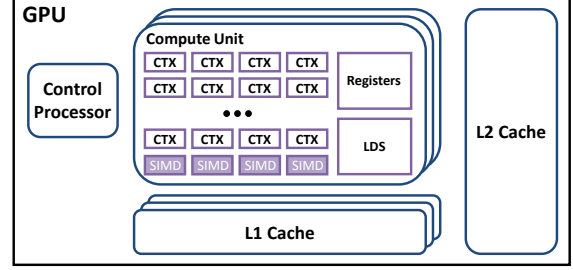 GPU
Compute Unit
CTX CTX CTX CTX
CTX CTX CTX CTX
Registers
Control
Processor
•••
CTX CTX CTX CTX
LDS
SIMD SIMD SIMD SIMD
L2 Cache
L1 Cache